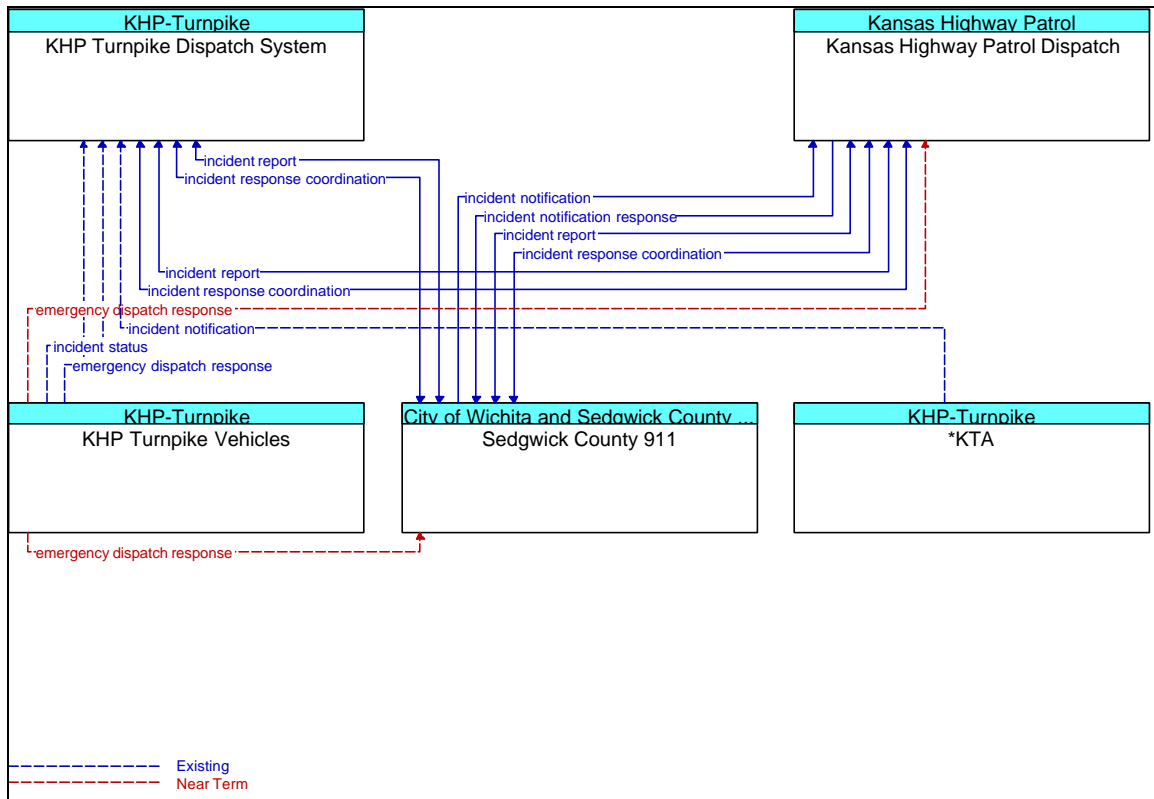 KHP-Turnpike
KHP Turnpike Dispatch System
Kansas Highway Patrol
Kansas Highway Patrol Dispatch
incident report
incident response coordination
incident notification
incident notification response
incident report
incident response coordination
incident report
incident response coordination
emergency dispatch response
incident notification
incident status
emergency dispatch response
KHP-Turnpike
KHP Turnpike Vehicles
City of Wichita and Sedgwick County ...
Sedgwick County 911
KHP-Turnpike
*KTA
emergency dispatch response
Existing
Near Term